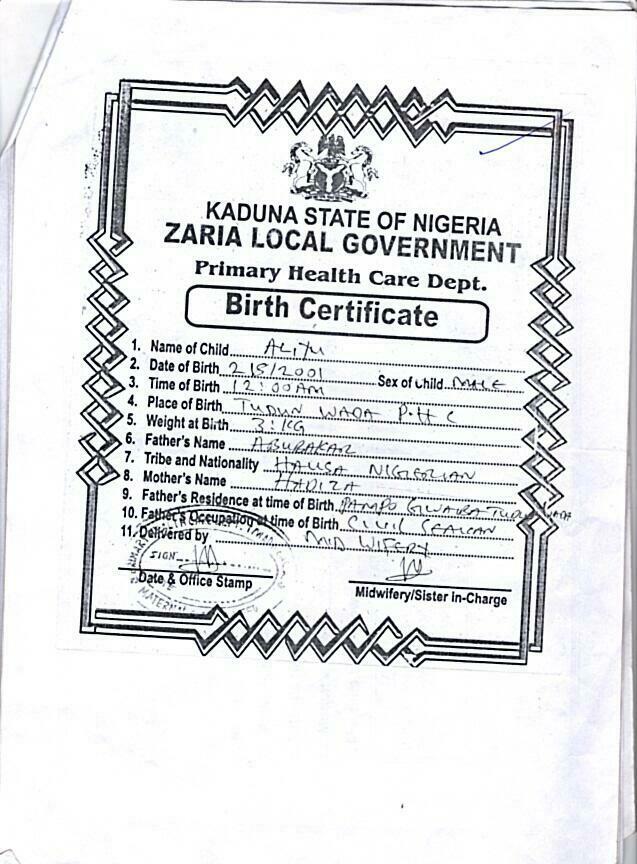 KADUNA STATE OF NIGERIA
ZARIA LOCAL GOVERNMENT
Primary Health Care Dept.
Birth Certificate
1. Name of Child ALIYU
2. Date of Birth 2/8/2001 Sex of child MALE
3. Time of Birth 12:00AM
4. Place of Birth TUDUN WADA P.H.C
5. Weight at Birth 3:KG
6. Father's Name ABUBAKAR
7. Tribe and Nationality HAUSA NIGERIAN
8. Mother's Name HADIZA
9. Father's Residence at time of Birth TUDUN WADA
10. Father's Occupation at time of Birth CIVIL
11. Delivered by MID WIFERY
SIGN
Date & Office Stamp
Midwifery/Sister In-Charge